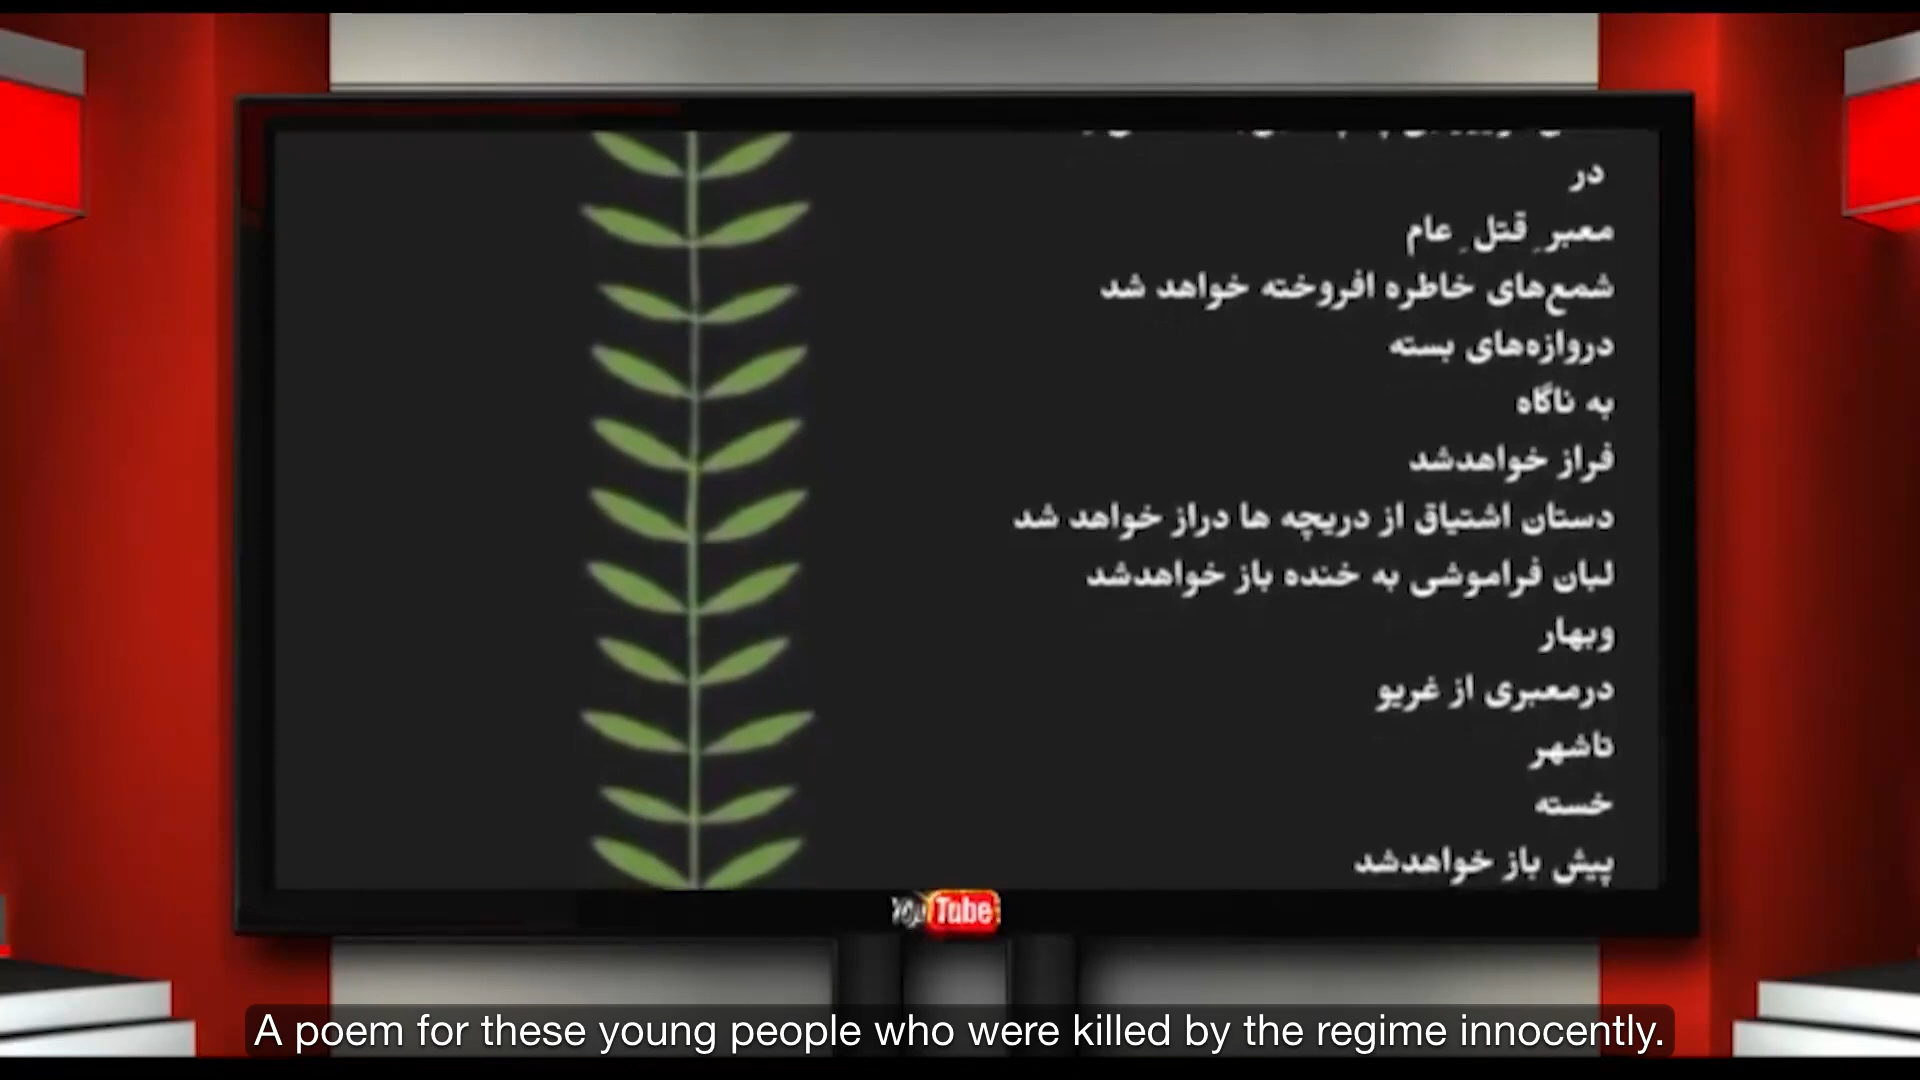 در
معبرِ قتلِ عام
شمع‌های خاطره افروخته خواهد شد
دروازه‌های بسته
به ناگاه
فراز خواهدشد
دستان اشتیاق از دریچه ها دراز خواهد شد
لبان فراموشی به خنده باز خواهدشد
وبهار
درمعبری از غریو
تاشهر
خسته
پیش باز خواهدشد
YouTube
A poem for these young people who were killed by the regime innocently.